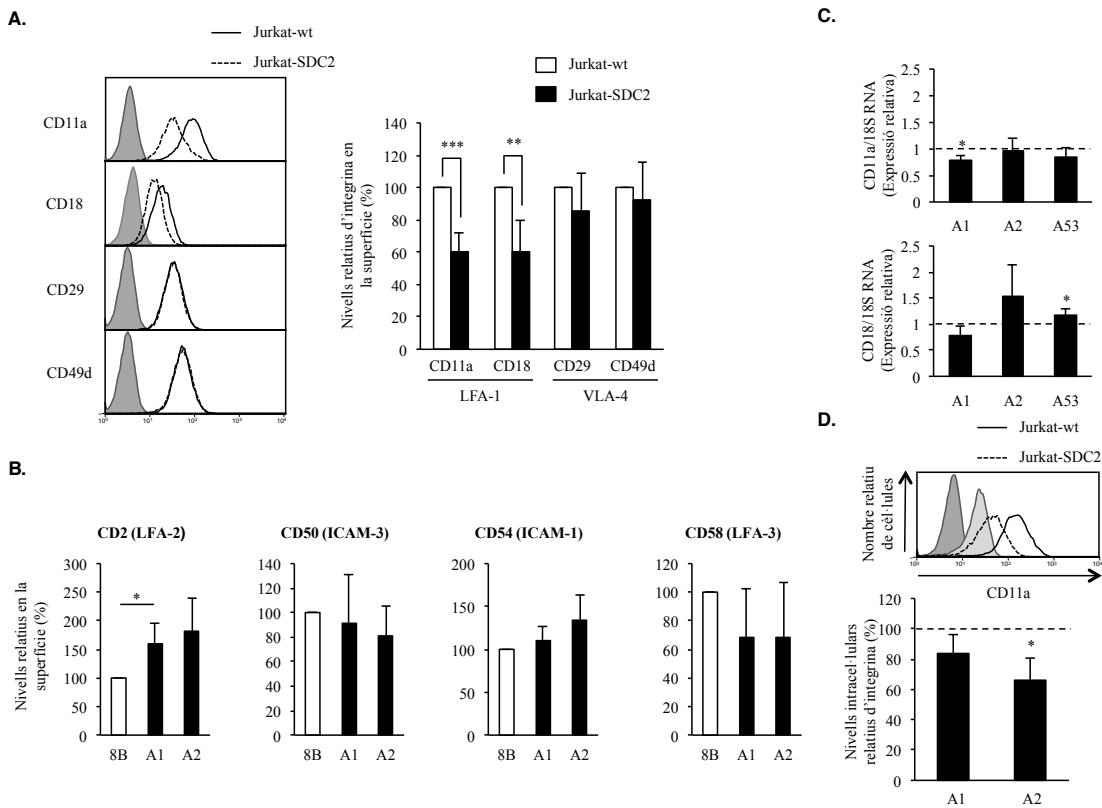 A.
Jurkat-wt
Jurkat-SDC2
CD11a
CD18
CD29
CD49d
10⁰ 10¹ 10² 10³ 10⁴
Jurkat-wt
Jurkat-SDC2
Nivells relatius d'integrina en
la superfície (%)
140
120
100
80
60
40
20
0
***
**
CD11a CD18 CD29 CD49d
LFA-1 VLA-4
B.
Nivells relatius en la
superfície (%)
CD2 (LFA-2)
300
250
200
150
100
50
0
*
8B A1 A2
CD50 (ICAM-3)
140
120
100
80
60
40
20
0
8B A1 A2
CD54 (ICAM-1)
200
150
100
50
0
8B A1 A2
CD58 (LFA-3)
120
100
80
60
40
20
0
8B A1 A2
C.
CD11a/18S RNA
(Expressió relativa)
2.5
2
1.5
1
0.5
0
*
A1 A2 A53
CD18/18S RNA
(Expressió relativa)
2.5
2
1.5
1
0.5
0
*
A1 A2 A53
D.
Jurkat-wt
Jurkat-SDC2
Nombre relatiu
de cèl·lules
10⁰ 10¹ 10² 10³ 10⁴
CD11a
Nivells intracel·lulars
relatius d'integrina (%)
120
100
80
60
40
20
0
*
A1 A2